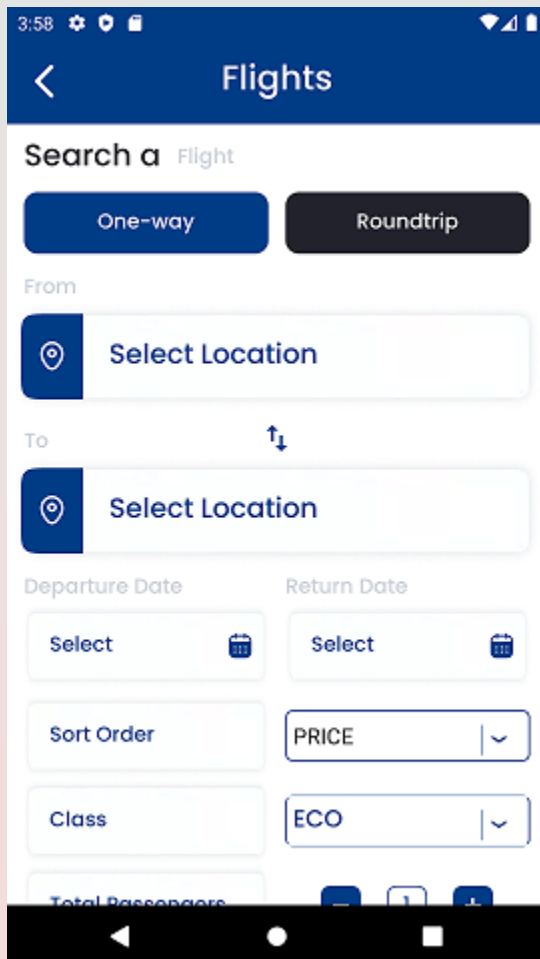 3:58
Flights
Search a Flight
One-way Roundtrip
From
Select Location
To
Select Location
Departure Date Return Date
Select Select
Sort Order PRICE
Class ECO
Total Passengers 1